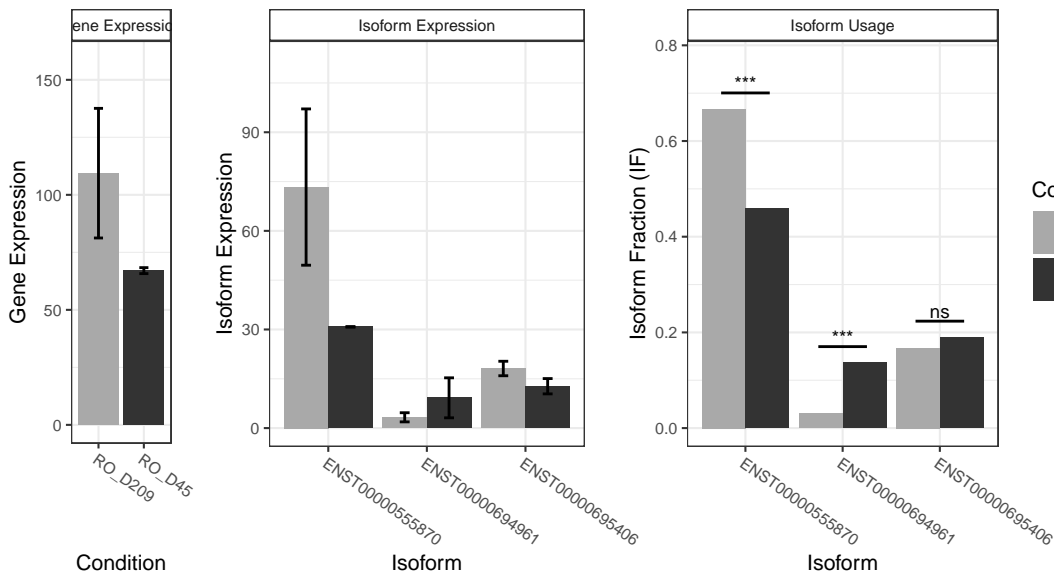 ene Expressio
Gene Expression
150
100
50
0
RO_D209
RO_D45
Condition
Isoform Expression
Isoform Expression
90
60
30
0
ENST00000555870
ENST00000694961
ENST00000695406
Isoform
Isoform Usage
Isoform Fraction (IF)
0.8
0.6
0.4
0.2
0.0
***
***
ns
ENST00000555870
ENST00000694961
ENST00000695406
Isoform
Co